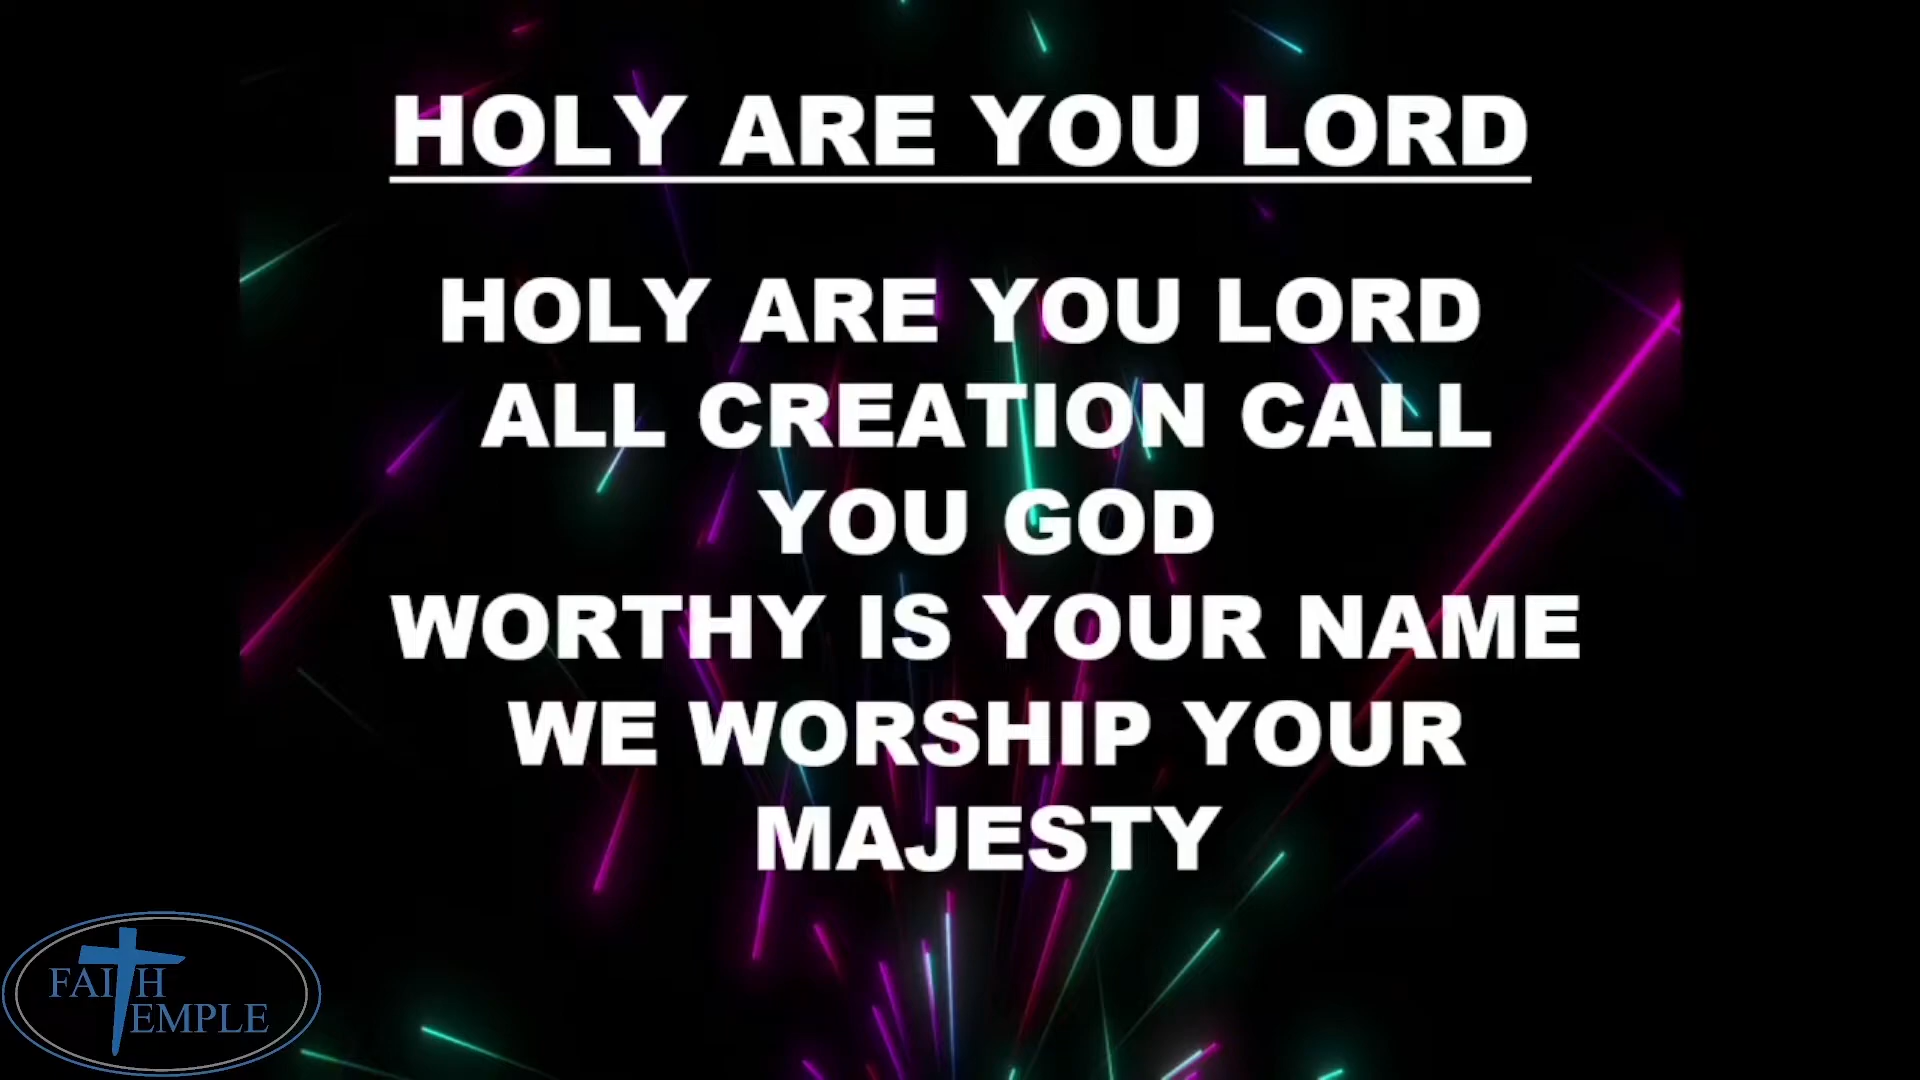 HOLY ARE YOU LORD
HOLY ARE YOU LORD
ALL CREATION CALL
YOU GOD
WORTHY IS YOUR NAME
WE WORSHIP YOUR
MAJESTY
FAITH
TEMPLE